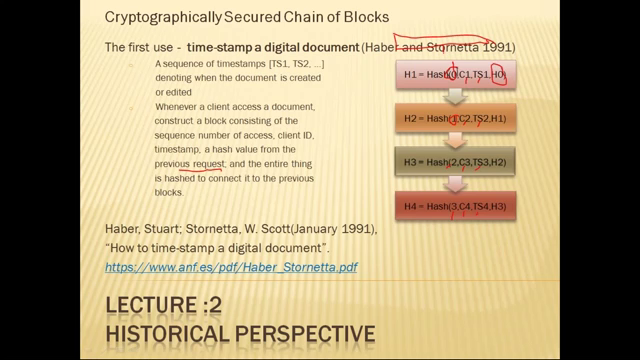 Cryptographically Secured Chain of Blocks
The first use - time-stamp a digital document (Haber and Stornetta 1991)
A sequence of timestamps [TS1, TS2, ...]
denoting when the document is created
or edited
Whenever a client access a document,
construct a block consisting of the
sequence number of access, client ID,
timestamp, a hash value from the
previous request; and the entire thing
is hashed to connect it to the previous
blocks.
H1 = Hash(0,C1,TS1,H0)
H2 = Hash(1,C2,TS2,H1)
H3 = Hash(2,C3,TS3,H2)
H4 = Hash(3,C4,TS4,H3)
Haber, Stuart; Stornetta, W. Scott(January 1991),
“How to time-stamp a digital document”.
https://www.anf.es/pdf/Haber_Stornetta.pdf
LECTURE :2
HISTORICAL PERSPECTIVE